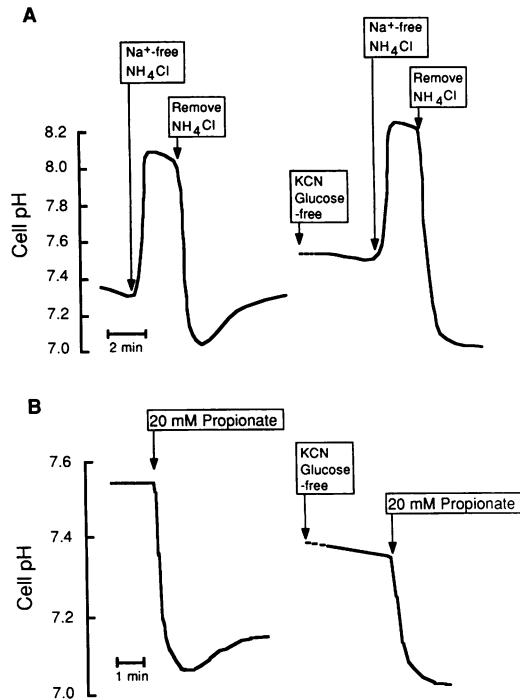 A
Na+-free
NH4Cl
Remove
NH4Cl
KCN
Glucose
-free
Na+-free
NH4Cl
Remove
NH4Cl
Cell pH
8.2
8.0
7.8
7.6
7.4
7.2
7.0
2 min
B
20 mM Propionate
KCN
Glucose
-free
20 mM Propionate
Cell pH
7.6
7.4
7.2
7.0
1 min